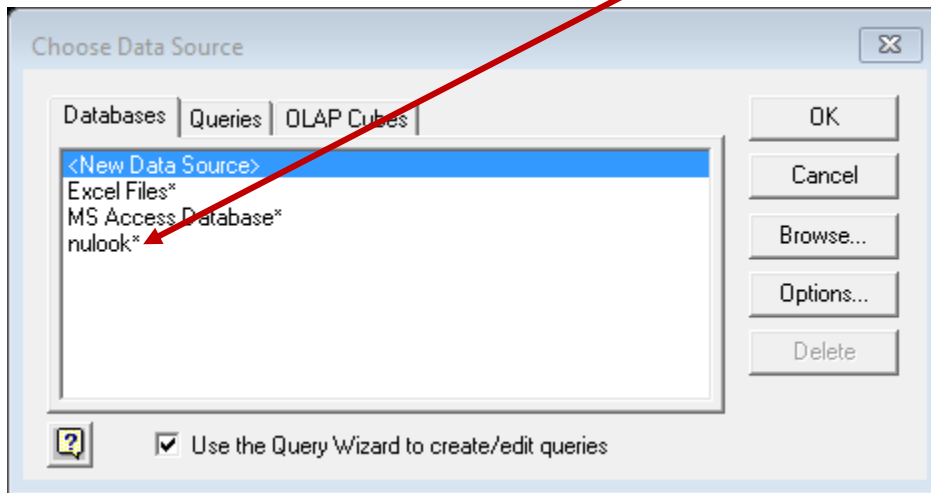 Choose Data Source
Databases Queries OLAP Cubes
<New Data Source>
Excel Files*
MS Access Database*
nulook*
OK
Cancel
Browse...
Options...
Delete
Use the Query Wizard to create/edit queries